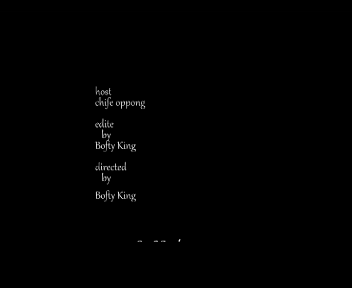 host
chife oppong
edite
by
Bofty King
directed
by
Bofty King